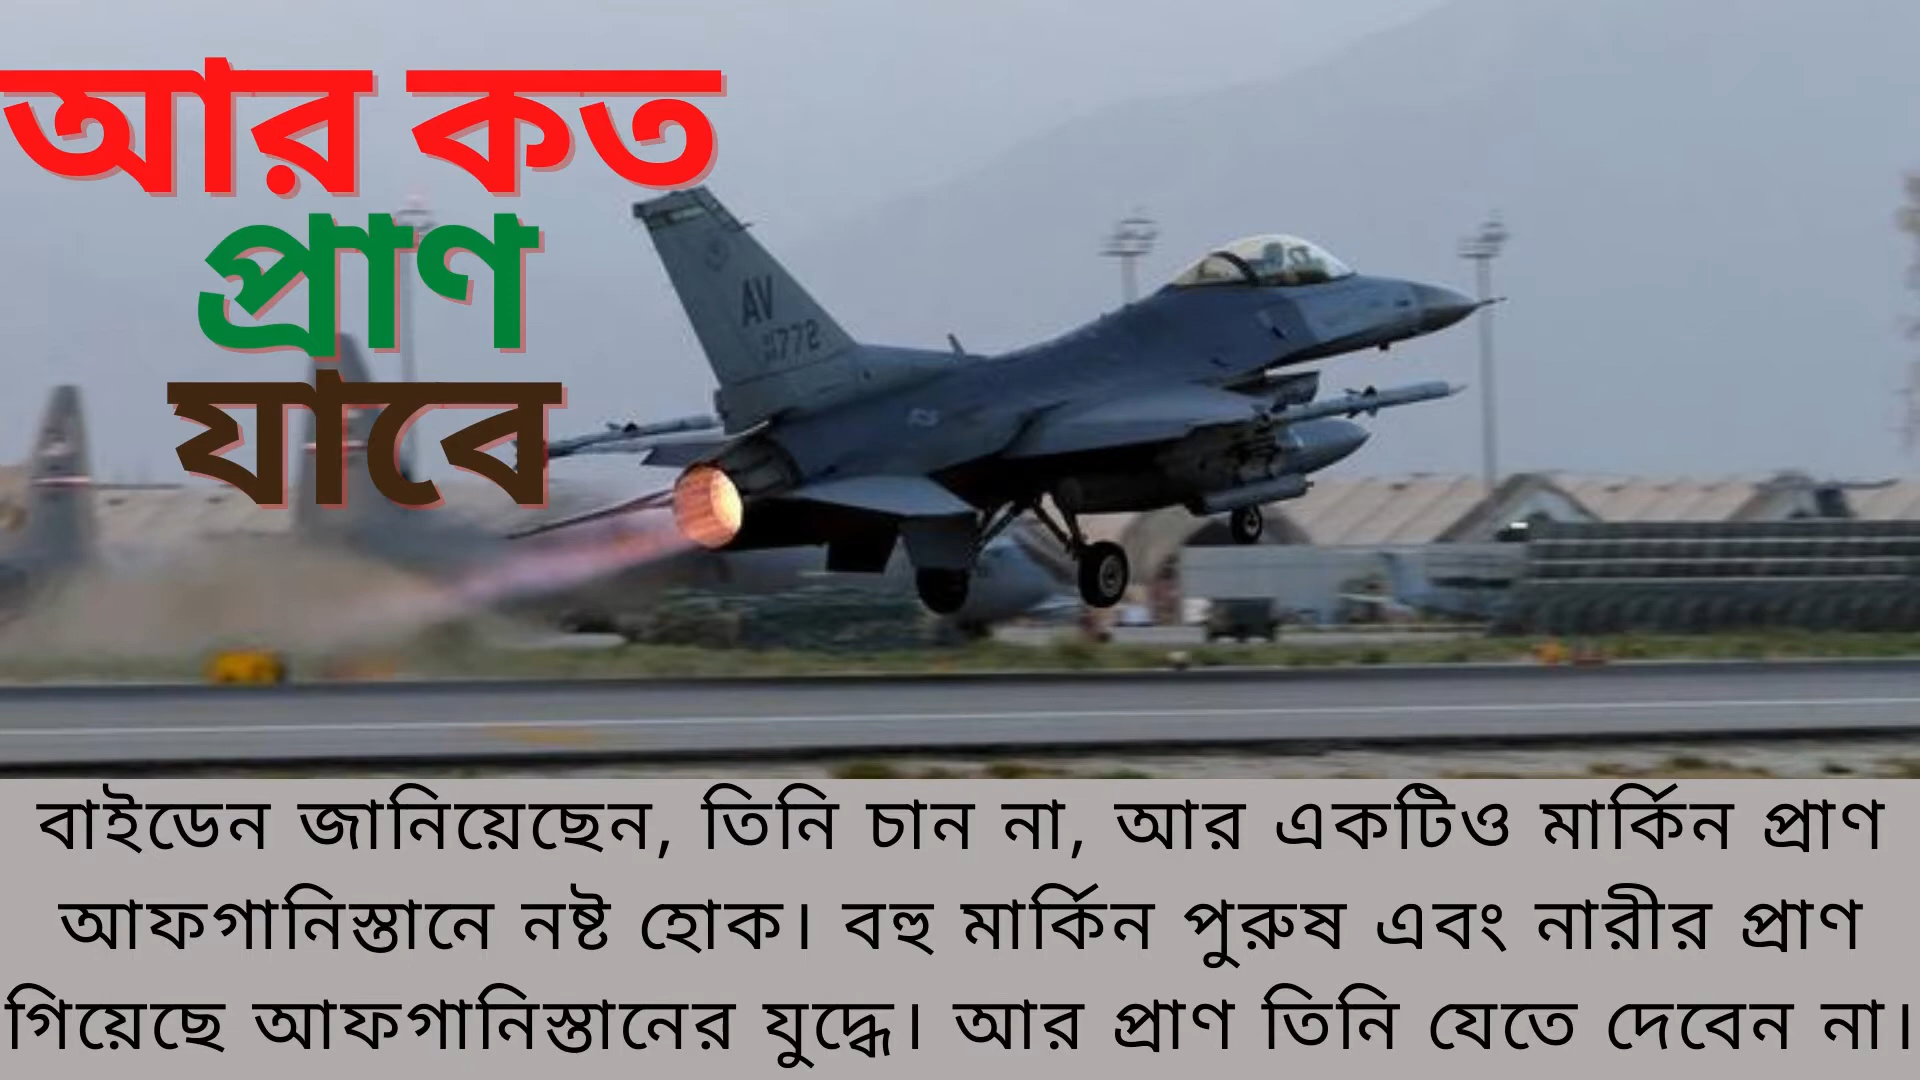 আর কত
প্রাণ
যাবে
AV
772
বাইডেন জানিয়েছেন, তিনি চান না, আর একটিও মার্কিন প্রাণ
আফগানিস্তানে নষ্ট হোক। বহু মার্কিন পুরুষ এবং নারীর প্রাণ
গিয়েছে আফগানিস্তানের যুদ্ধে। আর প্রাণ তিনি যেতে দেবেন না।